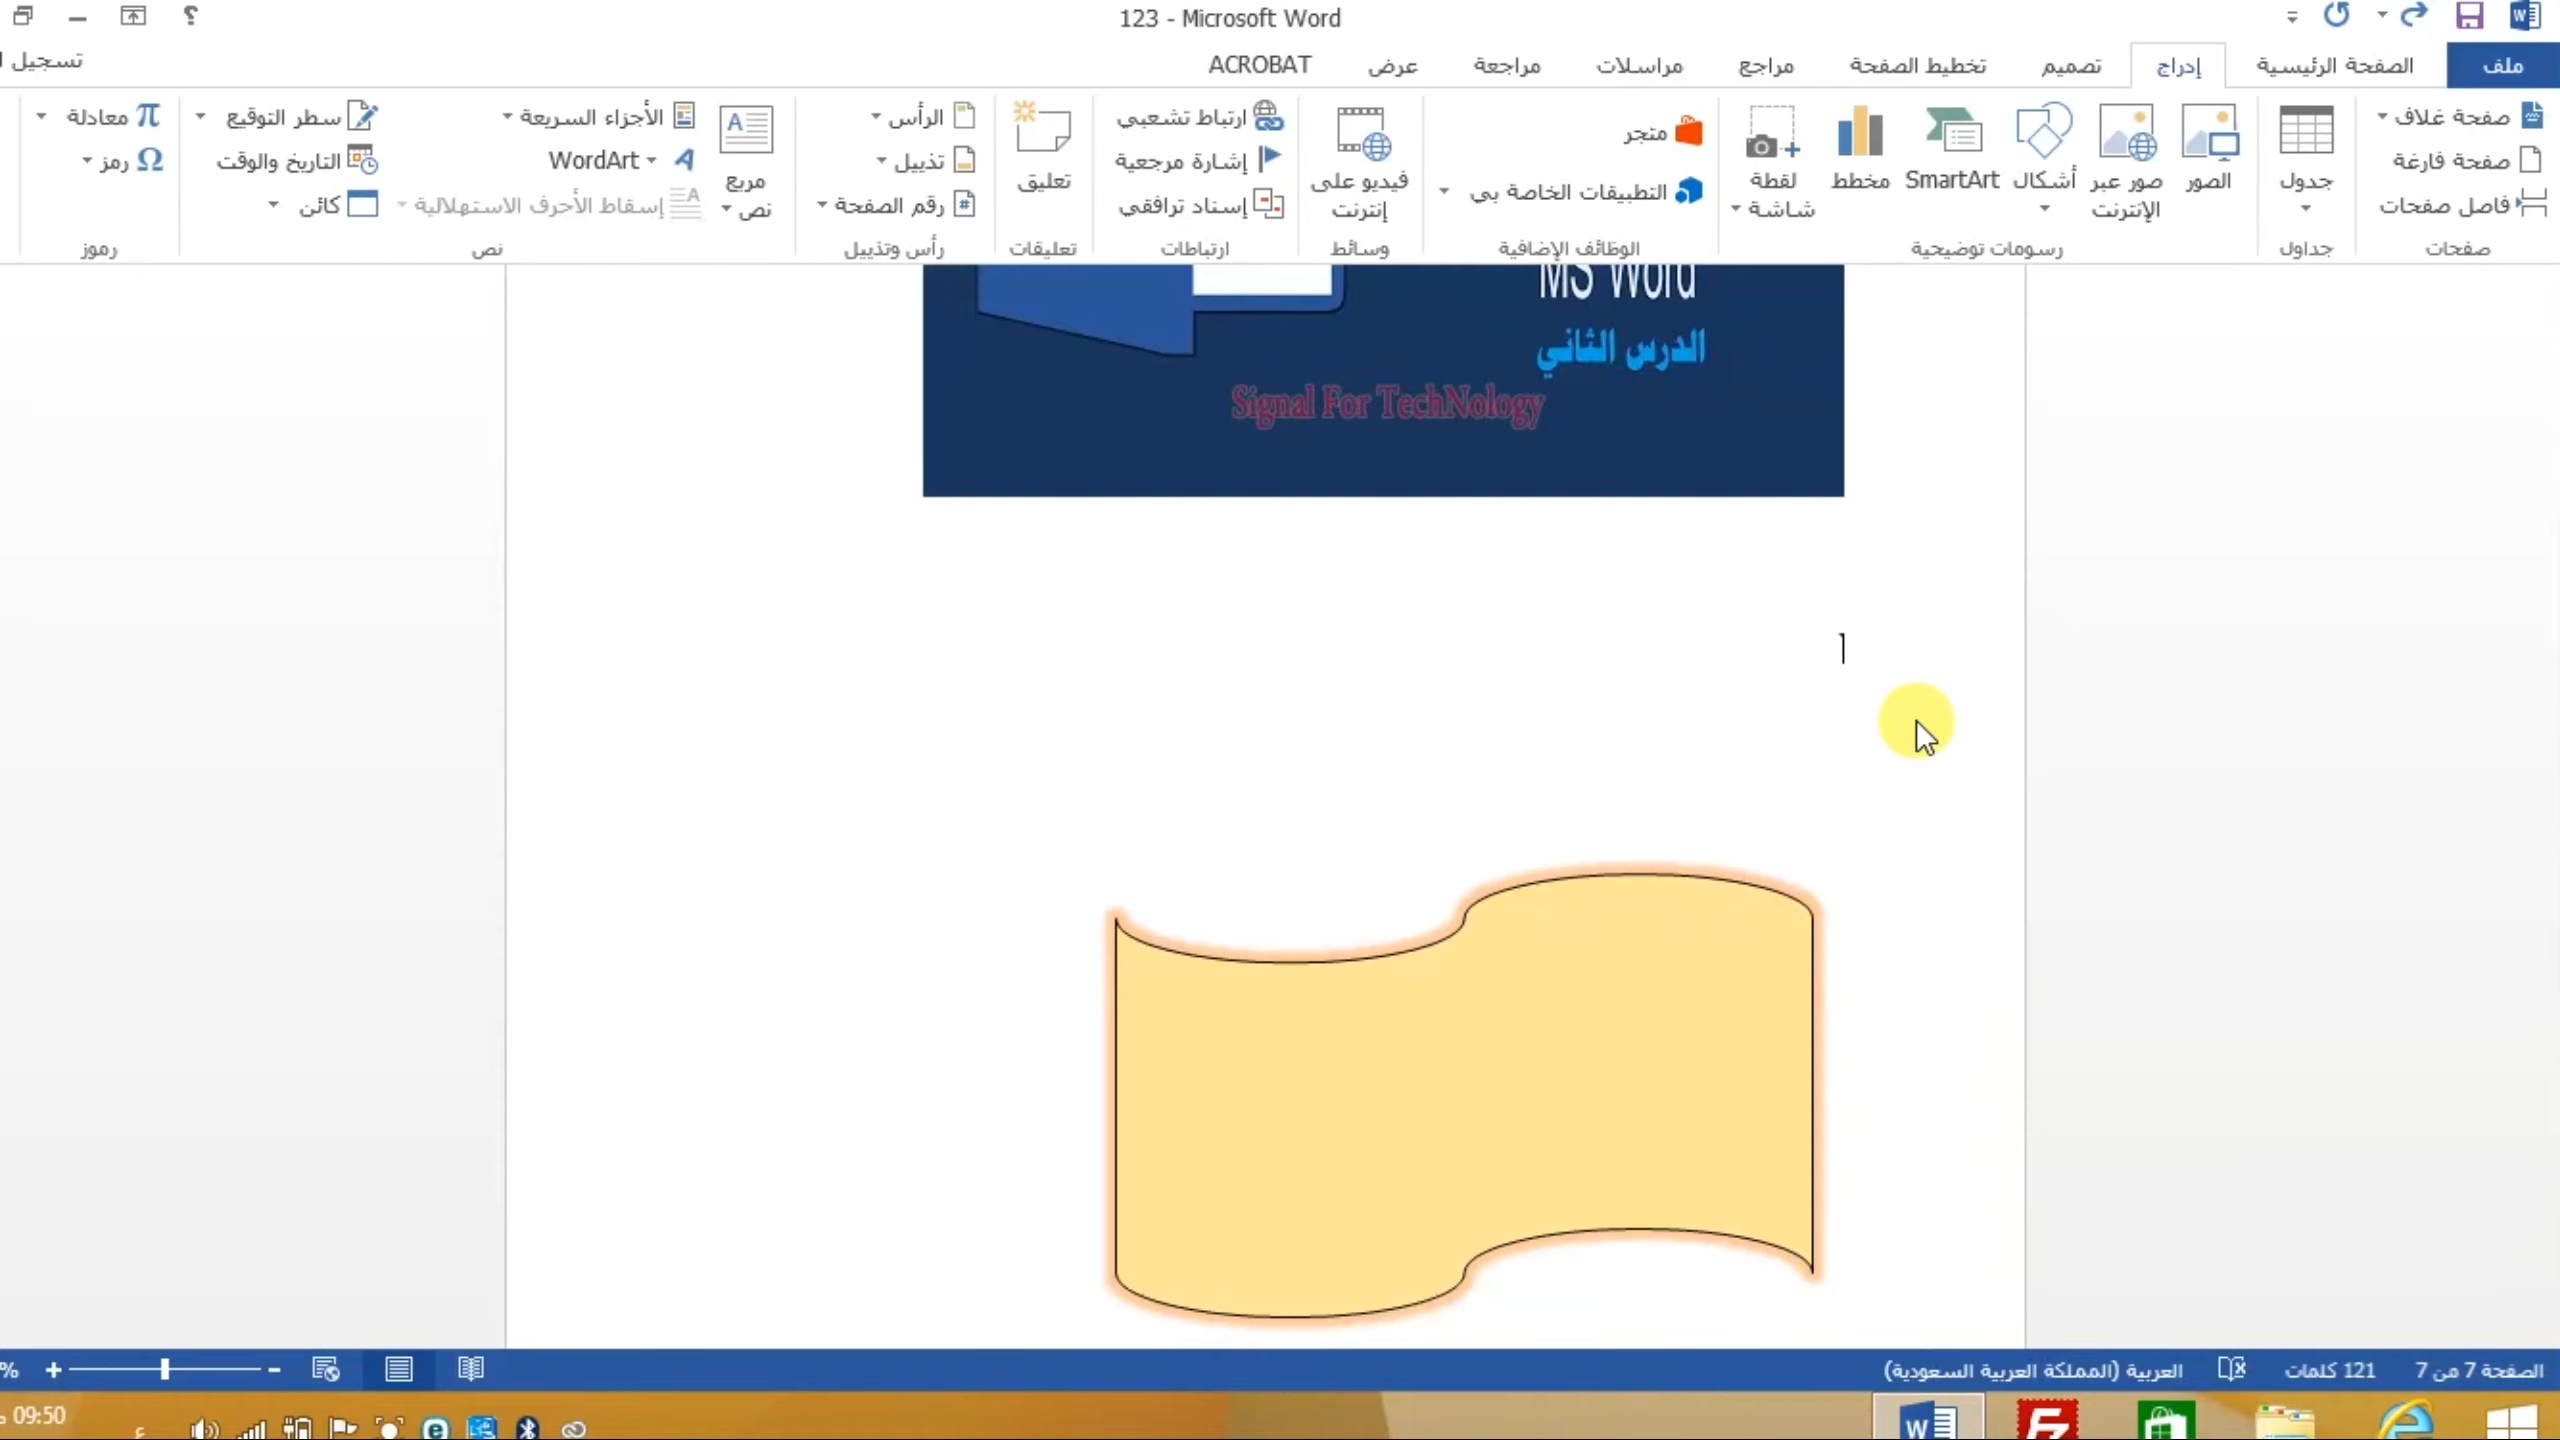 123 - Microsoft Word
ملف
الصفحة الرئيسية
إدراج
تصميم
تخطيط الصفحة
مراجع
مراسلات
مراجعة
عرض
ACROBAT
تسجيل
صفحة غلاف
صفحة فارغة
فاصل صفحات
صفحات
جدول
جداول
الصور
صور عبر
الإنترنت
أشكال
SmartArt
مخطط
لقطة
شاشة
رسومات توضيحية
متجر
التطبيقات الخاصة بي
الوظائف الإضافية
فيديو على
إنترنت
وسائط
ارتباط تشعبي
إشارة مرجعية
إسناد ترافقي
ارتباطات
تعليق
تعليقات
الرأس
تذييل
رقم الصفحة
رأس وتذييل
مربع
نص
الأجزاء السريعة
WordArt
إسقاط الأحرف الاستهلالية
سطر التوقيع
التاريخ والوقت
كائن
نص
معادلة
رمز
رموز
MS Word
الدرس الثاني
Signal For TechNology
الصفحة 7 من 7
121 كلمات
العربية (المملكة العربية السعودية)
%
09:50
ع